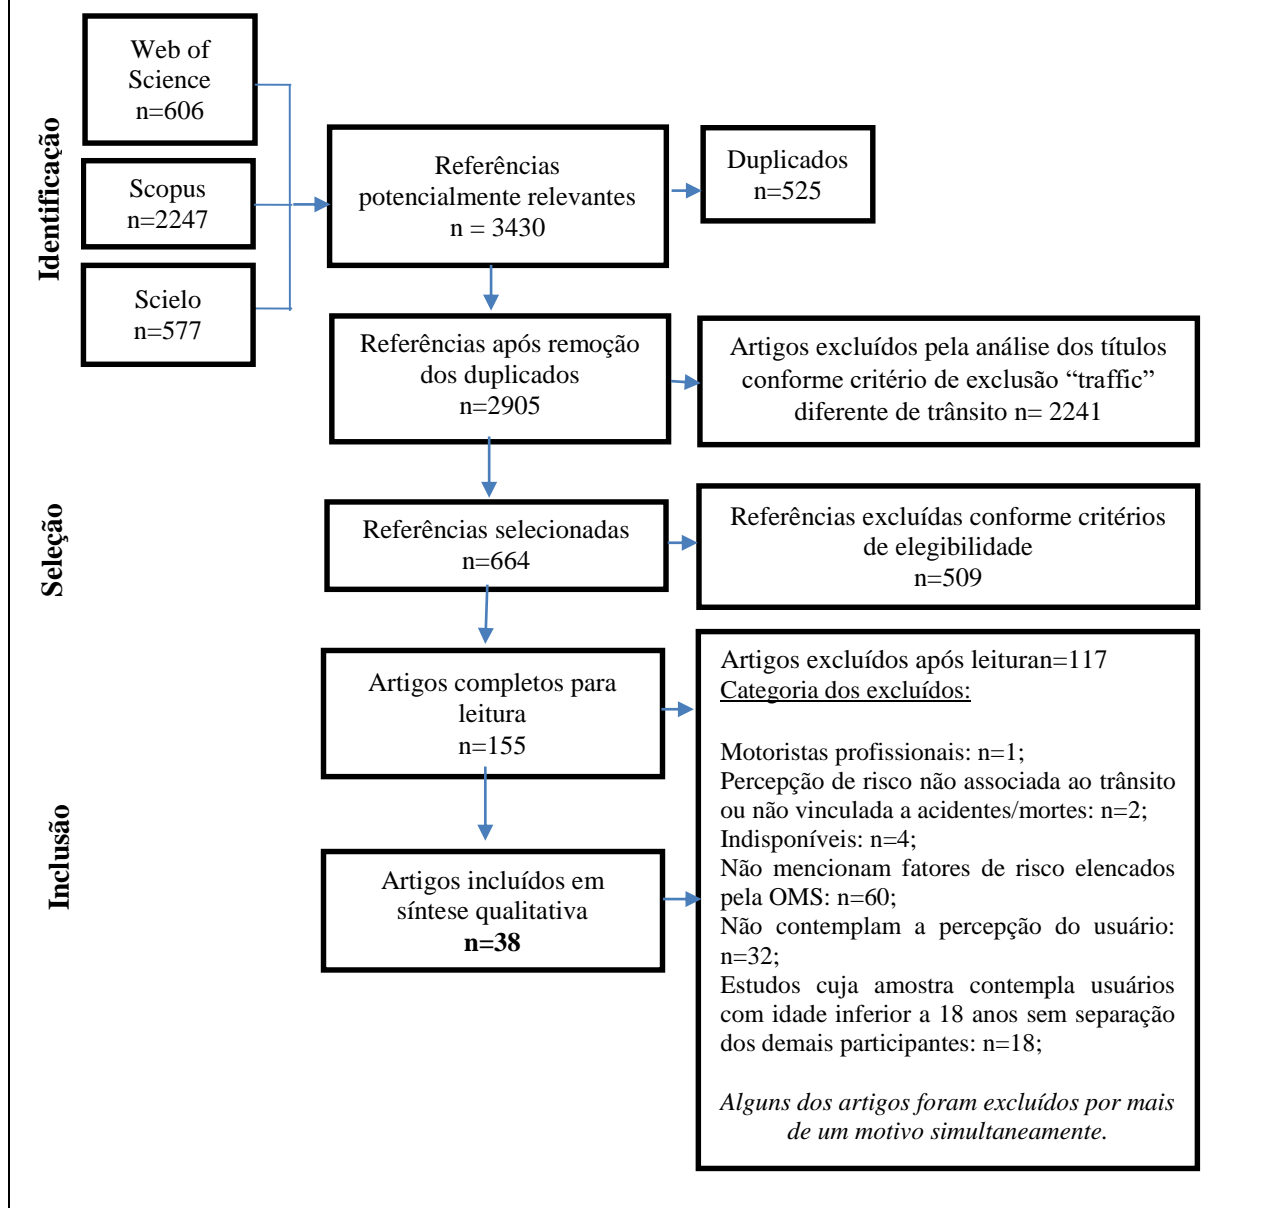 Identificação
Web of
Science
n=606
Scopus
n=2247
Scielo
n=577
Referências
potencialmente relevantes
n = 3430
Duplicados
n=525
Referências após remoção
dos duplicados
n=2905
Artigos excluídos pela análise dos títulos
conforme critério de exclusão “traffic”
diferente de trânsito n= 2241
Seleção
Referências selecionadas
n=664
Referências excluídas conforme critérios
de elegibilidade
n=509
Artigos completos para
leitura
n=155
Artigos excluídos após leituran=117
Categoria dos excluídos:
Motoristas profissionais: n=1;
Percepção de risco não associada ao trânsito
ou não vinculada a acidentes/mortes: n=2;
Indisponíveis: n=4;
Não mencionam fatores de risco elencados
pela OMS: n=60;
Não contemplam a percepção do usuário:
n=32;
Estudos cuja amostra contempla usuários
com idade inferior a 18 anos sem separação
dos demais participantes: n=18;
Alguns dos artigos foram excluídos por mais
de um motivo simultaneamente.
Inclusão
Artigos incluídos em
síntese qualitativa
n=38